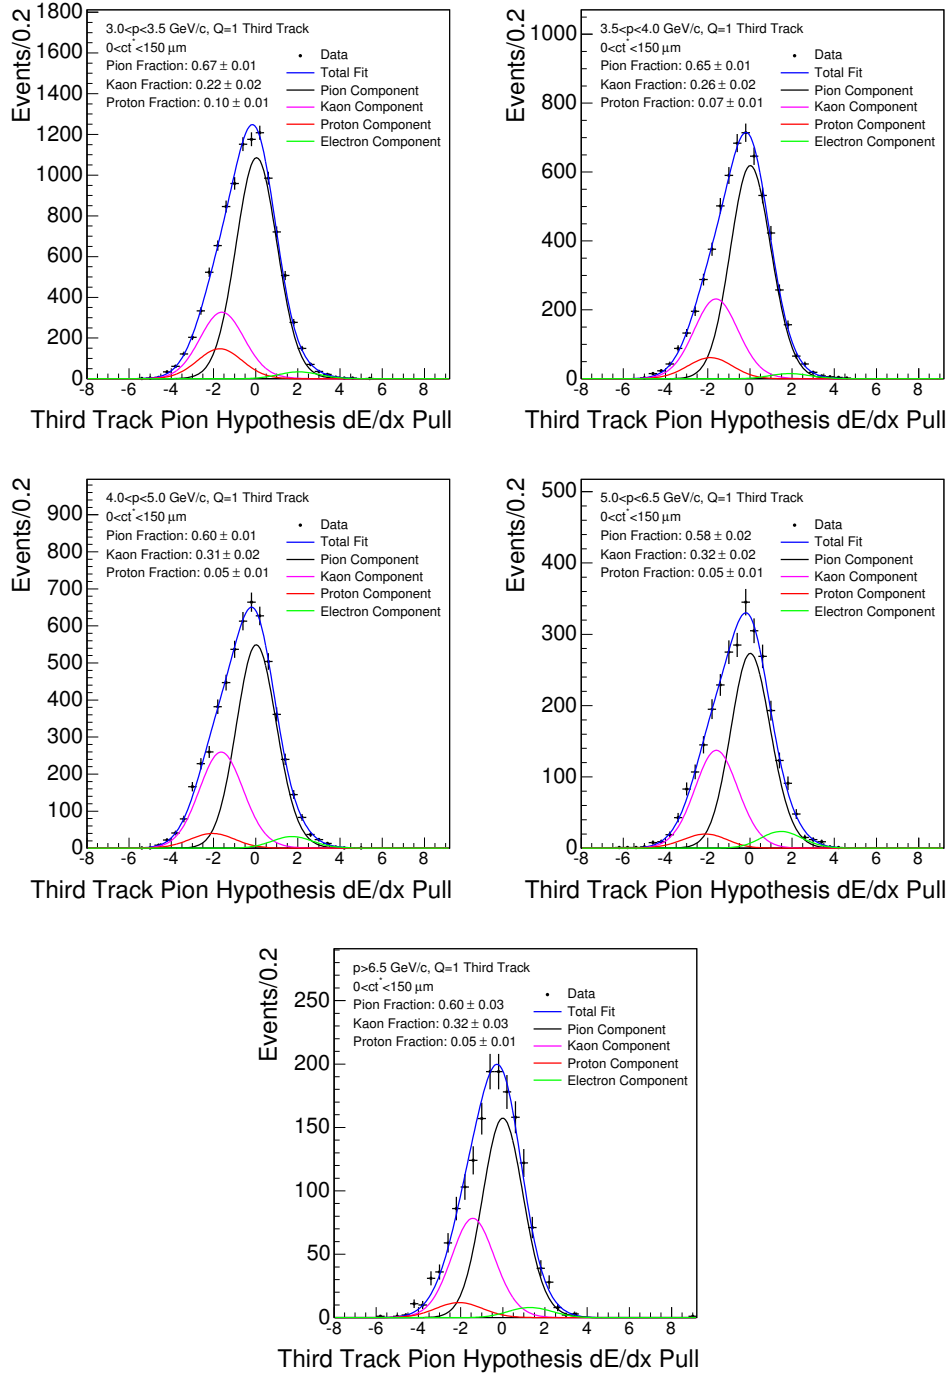 Events/0.2
3.0<p<3.5 GeV/c, Q=1 Third Track
0<ct*<150 μm
Pion Fraction: 0.67 ± 0.01
Kaon Fraction: 0.22 ± 0.02
Proton Fraction: 0.10 ± 0.01
Data
Total Fit
Pion Component
Kaon Component
Proton Component
Electron Component
1800
1600
1400
1200
1000
800
600
400
200
0
-8 -6 -4 -2 0 2 4 6 8
Third Track Pion Hypothesis dE/dx Pull
Events/0.2
3.5<p<4.0 GeV/c, Q=1 Third Track
0<ct*<150 μm
Pion Fraction: 0.65 ± 0.01
Kaon Fraction: 0.26 ± 0.02
Proton Fraction: 0.07 ± 0.01
Data
Total Fit
Pion Component
Kaon Component
Proton Component
Electron Component
1000
800
600
400
200
0
-8 -6 -4 -2 0 2 4 6 8
Third Track Pion Hypothesis dE/dx Pull
Events/0.2
4.0<p<5.0 GeV/c, Q=1 Third Track
0<ct*<150 μm
Pion Fraction: 0.60 ± 0.01
Kaon Fraction: 0.31 ± 0.02
Proton Fraction: 0.05 ± 0.01
Data
Total Fit
Pion Component
Kaon Component
Proton Component
Electron Component
900
800
700
600
500
400
300
200
100
0
-8 -6 -4 -2 0 2 4 6 8
Third Track Pion Hypothesis dE/dx Pull
Events/0.2
5.0<p<6.5 GeV/c, Q=1 Third Track
0<ct*<150 μm
Pion Fraction: 0.58 ± 0.02
Kaon Fraction: 0.32 ± 0.02
Proton Fraction: 0.05 ± 0.01
Data
Total Fit
Pion Component
Kaon Component
Proton Component
Electron Component
500
400
300
200
100
0
-8 -6 -4 -2 0 2 4 6 8
Third Track Pion Hypothesis dE/dx Pull
Events/0.2
p>6.5 GeV/c, Q=1 Third Track
0<ct*<150 μm
Pion Fraction: 0.60 ± 0.03
Kaon Fraction: 0.32 ± 0.03
Proton Fraction: 0.05 ± 0.01
Data
Total Fit
Pion Component
Kaon Component
Proton Component
Electron Component
250
200
150
100
50
0
-8 -6 -4 -2 0 2 4 6 8
Third Track Pion Hypothesis dE/dx Pull